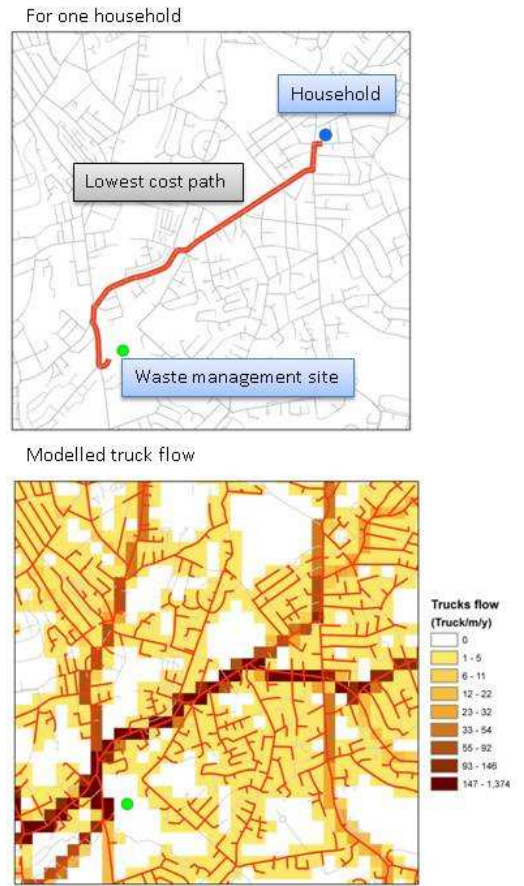 For one household
Household
Lowest cost path
Waste management site
Modelled truck flow
Trucks flow
(Truck/m/y)
0
1 - 5
6 - 11
12 - 22
23 - 32
33 - 54
55 - 92
93 - 146
147 - 1,374